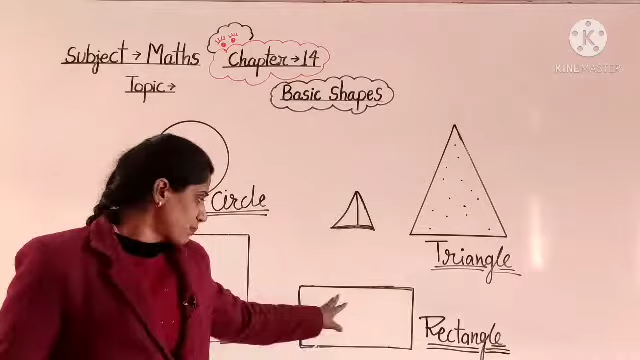 Subject → Maths
Chapter → 14
Topic →
Basic Shapes
Circle
Triangle
Rectangle
KINEMASTER